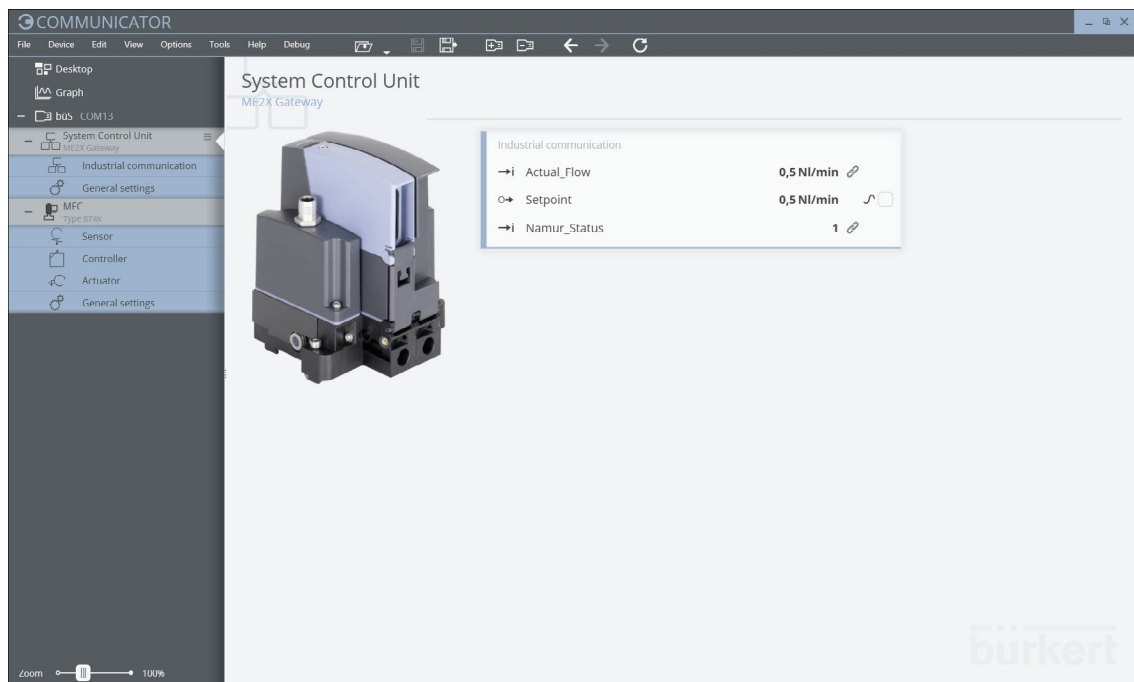 COMMUNICATOR
File Device Edit View Options Tools Help Debug
Desktop
Graph
büS COM13
System Control Unit
ME2X Gateway
Industrial communication
General settings
MFC
Type 874X
Sensor
Controller
Actuator
General settings
Zoom 100%
System Control Unit
ME2X Gateway
Industrial communication
Actual_Flow 0,5 Nl/min
Setpoint 0,5 Nl/min
Namur_Status 1
bürkert